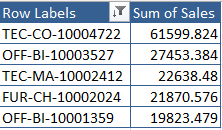 Row Labels Sum of Sales
TEC-CO-10004722 61599.824
OFF-BI-10003527 27453.384
TEC-MA-10002412 22638.48
FUR-CH-10002024 21870.576
OFF-BI-10001359 19823.479